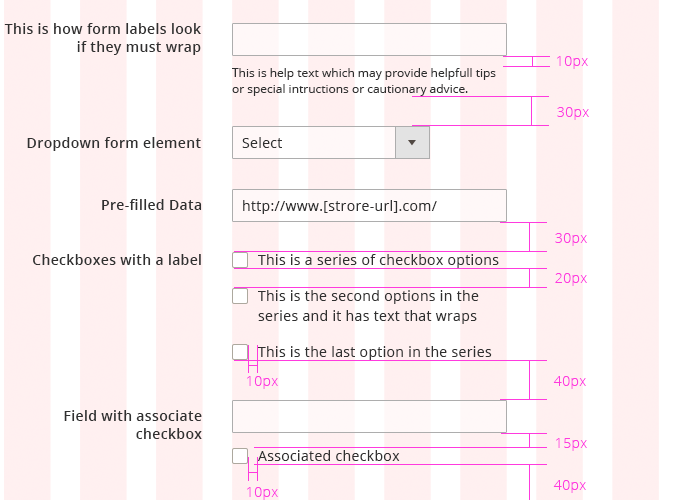 This is how form labels look
if they must wrap
10px
This is help text which may provide helpfull tips
or special intructions or cautionary advice.
30px
Dropdown form element
Select
Pre-filled Data
http://www.[strore-url].com/
30px
Checkboxes with a label
This is a series of checkbox options
20px
This is the second options in the
series and it has text that wraps
This is the last option in the series
10px
40px
Field with associate
checkbox
15px
Associated checkbox
10px
40px